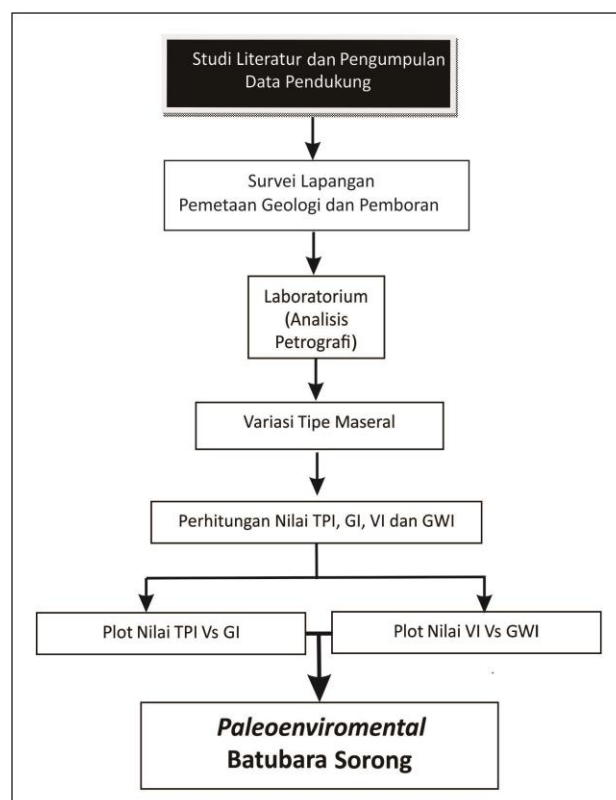 Studi Literatur dan Pengumpulan
Data Pendukung
Survei Lapangan
Pemetaan Geologi dan Pemboran
Laboratorium
(Analisis
Petrografi)
Variasi Tipe Maseral
Perhitungan Nilai TPI, GI, VI dan GWI
Plot Nilai TPI Vs GI
Plot Nilai VI Vs GWI
Paleoenviromental
Batubara Sorong